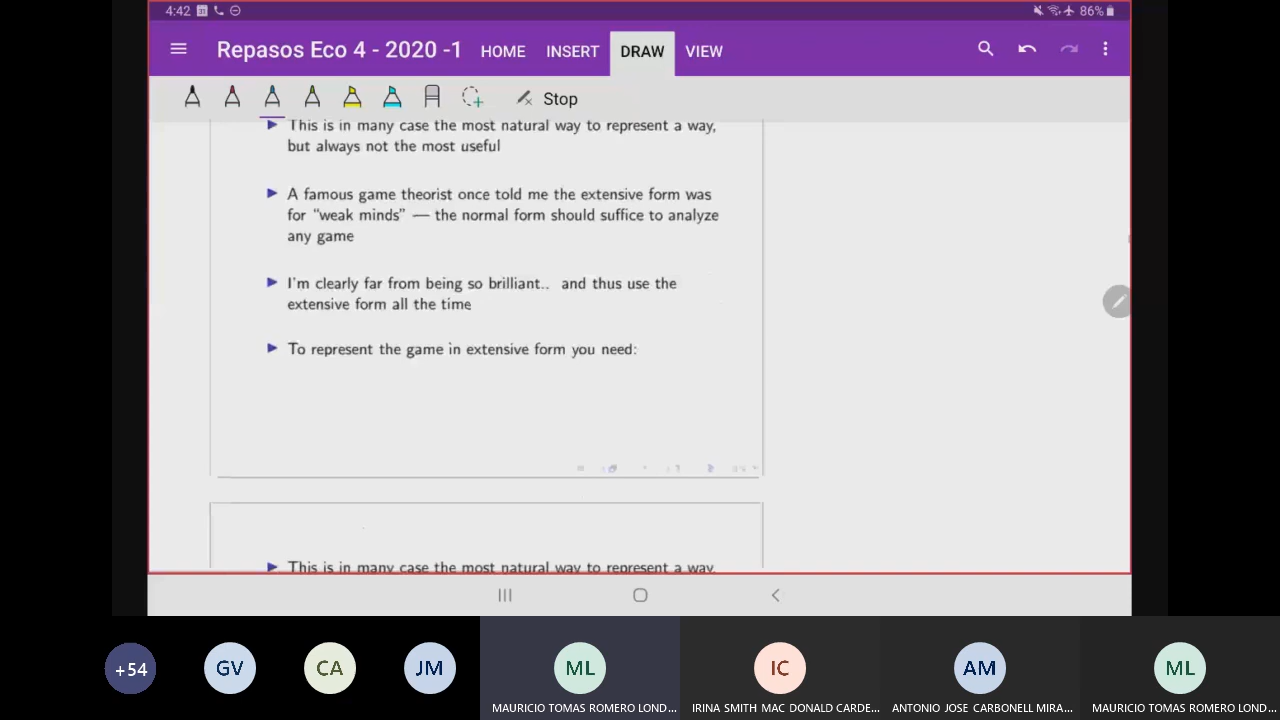 4:42
86%
Repasos Eco 4 - 2020 -1
HOME
INSERT
DRAW
VIEW
Stop
This is in many case the most natural way to represent a way,
but always not the most useful
A famous game theorist once told me the extensive form was
for “weak minds” — the normal form should suffice to analyze
any game
I'm clearly far from being so brilliant.. and thus use the
extensive form all the time
To represent the game in extensive form you need:
This is in many case the most natural way to represent a way,
+54
GV
CA
JM
ML
IC
AM
ML
MAURICIO TOMAS ROMERO LOND...
IRINA SMITH MAC DONALD CARDE...
ANTONIO JOSE CARBONELL MIRA...
MAURICIO TOMAS ROMERO LOND...